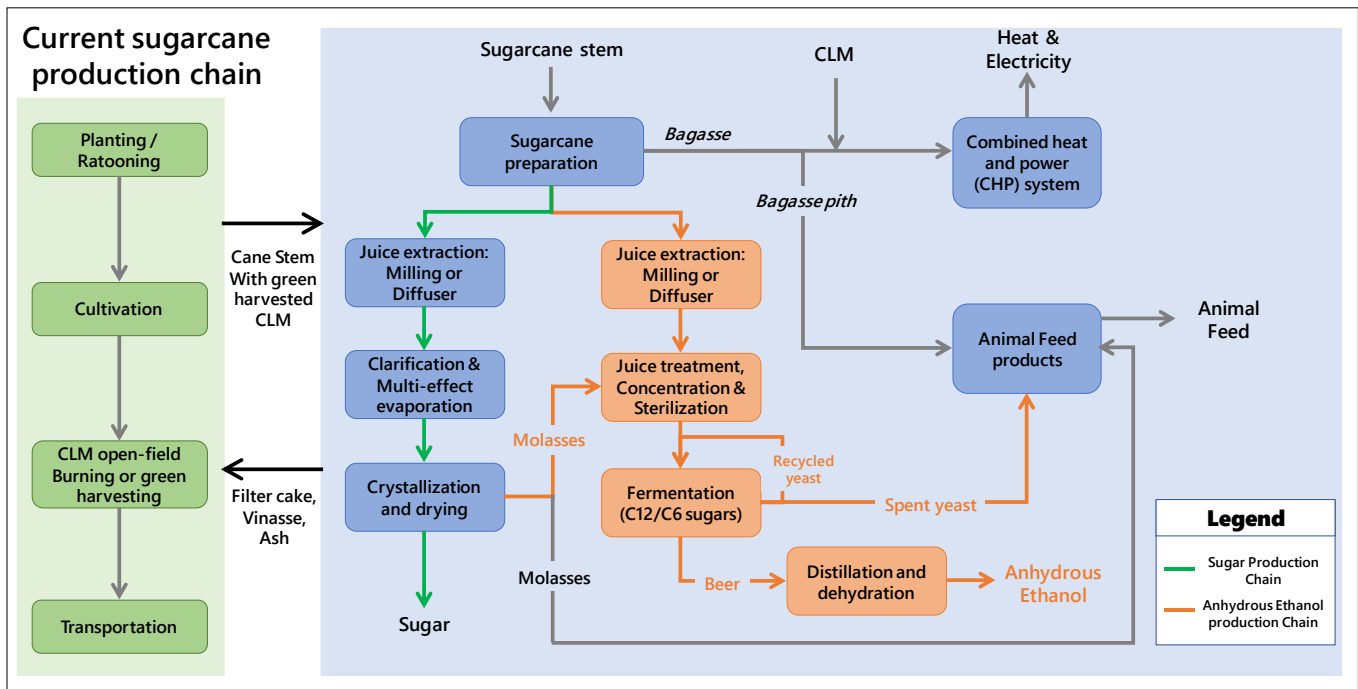 Current sugarcane
production chain
Planting /
Ratooning
Cultivation
CLM open-field
Burning or green
harvesting
Transportation
Cane Stem
With green
harvested
CLM
Filter cake,
Vinasse,
Ash
Sugarcane stem
CLM
Heat &
Electricity
Sugarcane
preparation
Bagasse
Bagasse pith
Combined heat
and power
(CHP) system
Juice extraction:
Milling or
Diffuser
Juice extraction:
Milling or
Diffuser
Clarification &
Multi-effect
evaporation
Juice treatment,
Concentration &
Sterilization
Animal Feed
products
Animal
Feed
Molasses
Crystallization
and drying
Recycled
yeast
Fermentation
(C12/C6 sugars)
Spent yeast
Molasses
Beer
Distillation and
dehydration
Anhydrous
Ethanol
Sugar
Legend
Sugar Production
Chain
Anhydrous Ethanol
production Chain